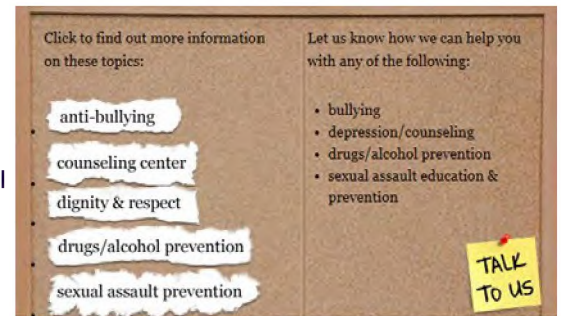 Click to find out more information
on these topics:
anti-bullying
counseling center
dignity & respect
drugs/alcohol prevention
sexual assault prevention
Let us know how we can help you
with any of the following:
• bullying
• depression/counseling
• drugs/alcohol prevention
• sexual assault education &
prevention
TALK
TO US